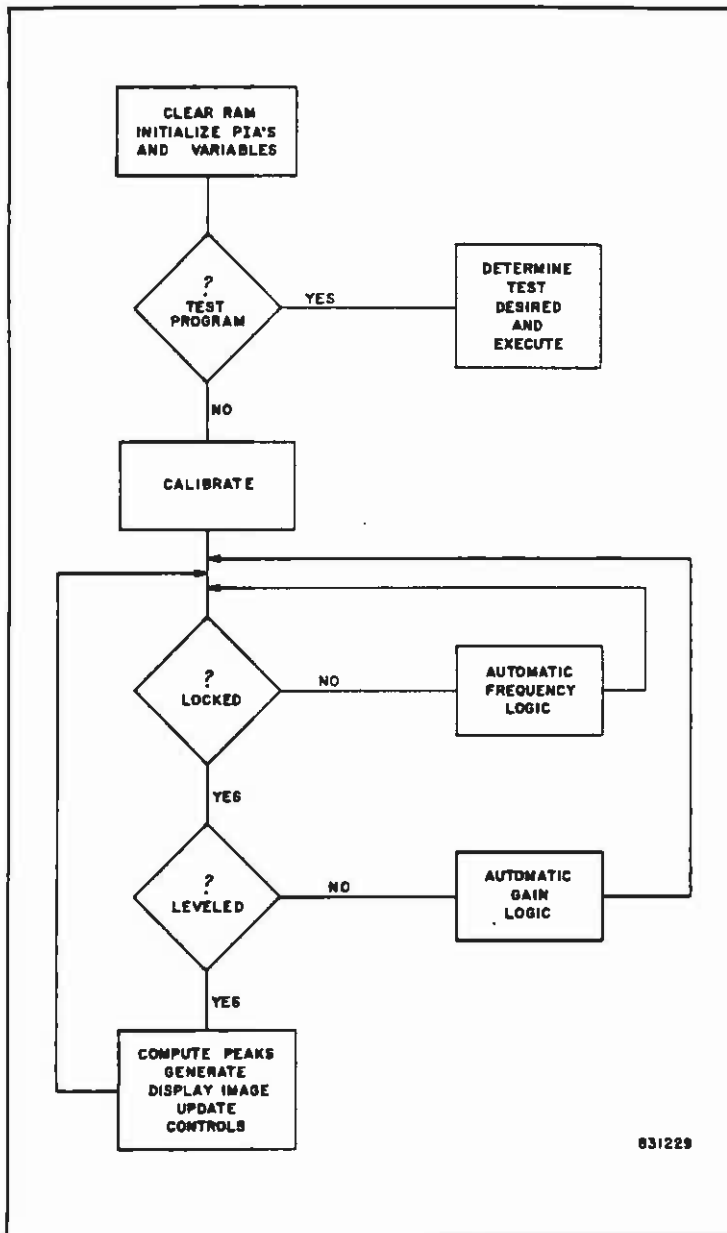 CLEAR RAM
INITIALIZE PIA'S
AND VARIABLES
?
TEST
PROGRAM
YES
DETERMINE
TEST
DESIRED
AND
EXECUTE
NO
CALIBRATE
?
LOCKED
NO
AUTOMATIC
FREQUENCY
LOGIC
YES
?
LEVELED
NO
AUTOMATIC
GAIN
LOGIC
YES
COMPUTE PEAKS
GENERATE
DISPLAY IMAGE
UPDATE
CONTROLS
831229